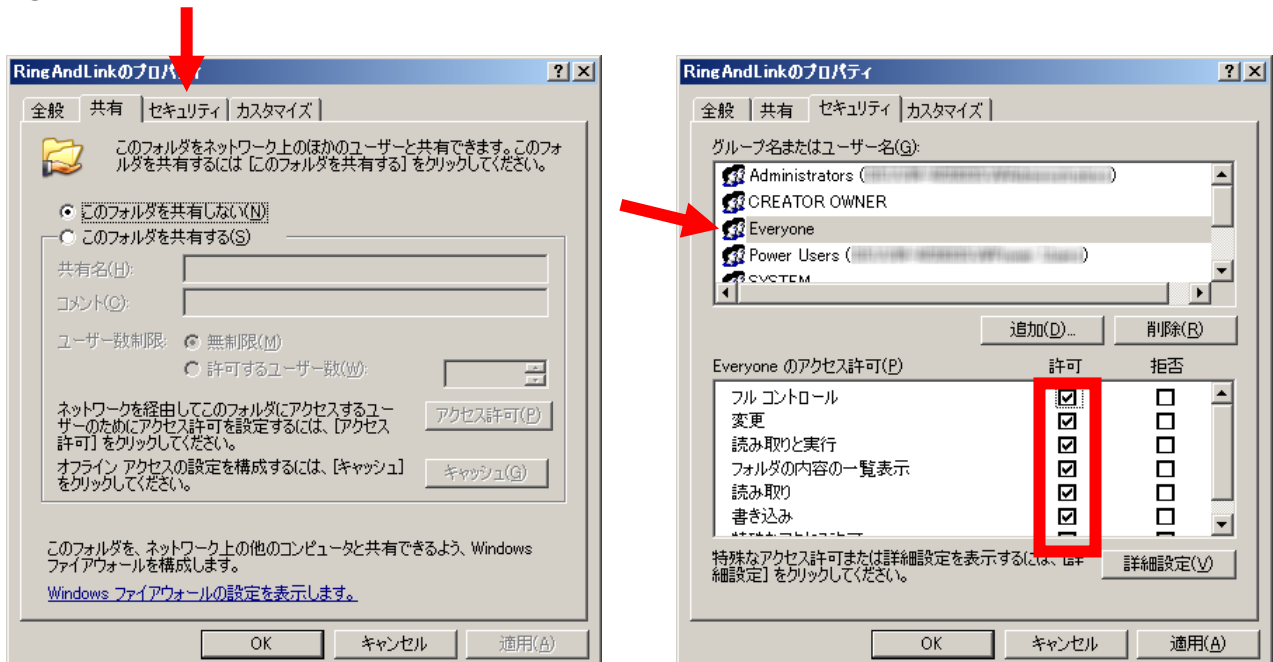 RingAndLinkのプロパティ
全般 共有 セキュリティ カスタマイズ
このフォルダをネットワーク上のほかのユーザーと共有できます。このフォ
ルダを共有するには [このフォルダを共有する] をクリックしてください。
このフォルダを共有しない(N)
このフォルダを共有する(S)
共有名(H):
コメント(C):
ユーザー数制限: 無制限(M)
許可するユーザー数(W):
ネットワークを経由してこのフォルダにアクセスするユー
ザーのためにアクセス許可を設定するには、[アクセス
許可] をクリックしてください。
アクセス許可(P)
オフライン アクセスの設定を構成するには、[キャッシュ]
をクリックしてください。
キャッシュ(G)
このフォルダを、ネットワーク上の他のコンピュータと共有できるよう、Windows
ファイアウォールを構成します。
Windows ファイアウォールの設定を表示します。
OK キャンセル 適用(A)
RingAndLinkのプロパティ
全般 共有 セキュリティ カスタマイズ
グループ名またはユーザー名(G):
Administrators ( )
CREATOR OWNER
Everyone
Power Users ( )
SYSTEM
追加(D)... 削除(R)
Everyone のアクセス許可(P) 許可 拒否
フル コントロール
変更
読み取りと実行
フォルダの内容の一覧表示
読み取り
書き込み
特殊なアクセス許可または詳細設定を表示するには、[詳
細設定] をクリックしてください。
詳細設定(V)
OK キャンセル 適用(A)